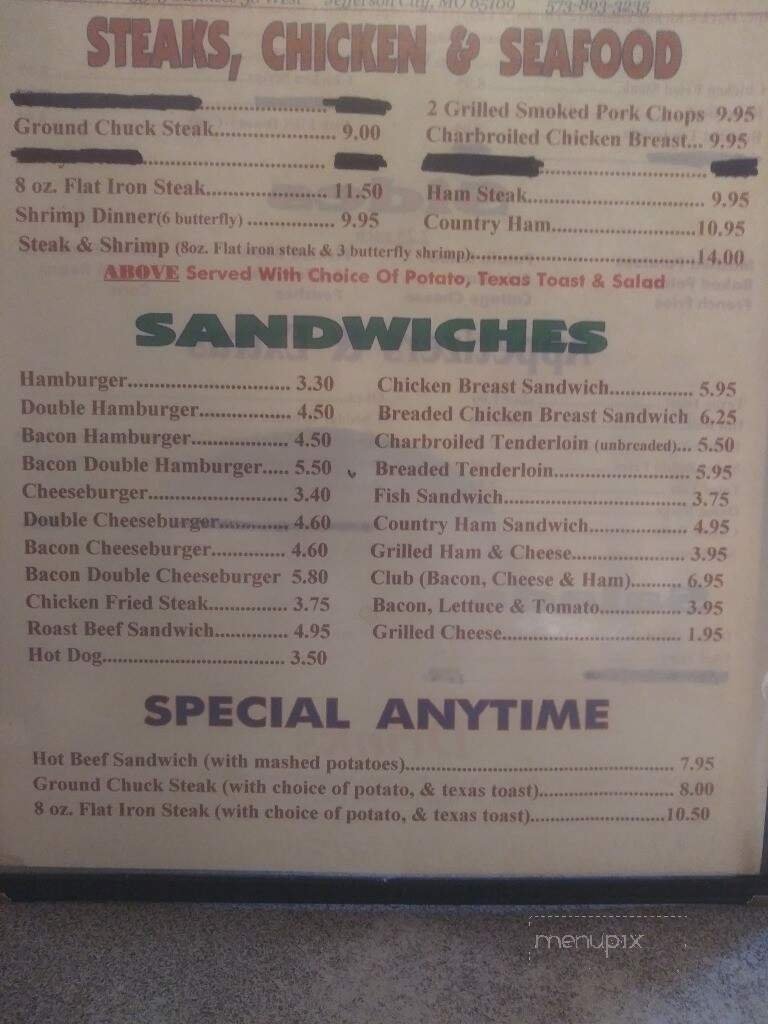 West Jefferson City, MO 65109 573-893-3235
STEAKS, CHICKEN & SEAFOOD
Ground Chuck Steak..................... 9.00
8 oz. Flat Iron Steak..................... 11.50
Shrimp Dinner(6 butterfly) ............... 9.95
2 Grilled Smoked Pork Chops 9.95
Charbroiled Chicken Breast... 9.95
Ham Steak............................... 9.95
Country Ham..........................10.95
Steak & Shrimp (8oz. Flat iron steak & 3 butterfly shrimp)......................................14.00
ABOVE Served With Choice Of Potato, Texas Toast & Salad
SANDWICHES
Hamburger............................ 3.30
Double Hamburger................ 4.50
Bacon Hamburger................. 4.50
Bacon Double Hamburger..... 5.50
Cheeseburger........................ 3.40
Double Cheeseburger............ 4.60
Bacon Cheeseburger............. 4.60
Bacon Double Cheeseburger 5.80
Chicken Fried Steak.............. 3.75
Roast Beef Sandwich............. 4.95
Hot Dog................................ 3.50
Chicken Breast Sandwich.............. 5.95
Breaded Chicken Breast Sandwich 6.25
Charbroiled Tenderloin (unbreaded)... 5.50
Breaded Tenderloin....................... 5.95
Fish Sandwich............................... 3.75
Country Ham Sandwich................. 4.95
Grilled Ham & Cheese................... 3.95
Club (Bacon, Cheese & Ham)......... 6.95
Bacon, Lettuce & Tomato.............. 3.95
Grilled Cheese............................... 1.95
SPECIAL ANYTIME
Hot Beef Sandwich (with mashed potatoes)............................................... 7.95
Ground Chuck Steak (with choice of potato, & texas toast)....................... 8.00
8 oz. Flat Iron Steak (with choice of potato, & texas toast).......................10.50
menupix